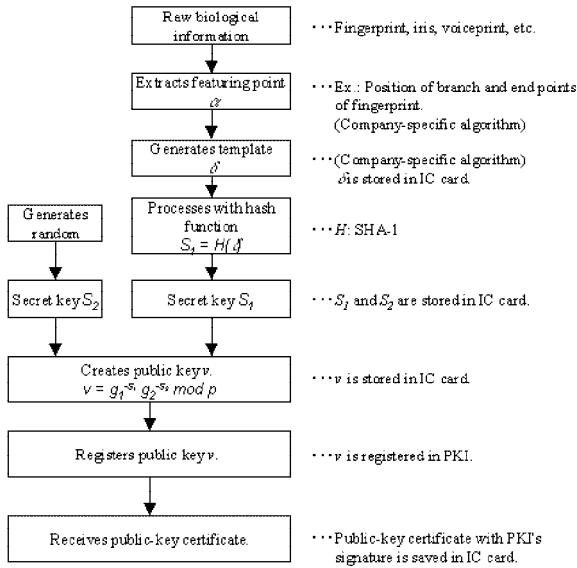 Raw biological
information
···Fingerprint, iris, voiceprint, etc.
Extracts featuring point
α
···Ex.: Position of branch and end points
of fingerprint.
(Company-specific algorithm)
Generates template
δ
···(Company-specific algorithm)
δ is stored in IC card.
Generates
random
Processes with hash
function
S₁ = H(δ)
···H: SHA-1
Secret key S₂
Secret key S₁
···S₁ and S₂ are stored in IC card.
Creates public key v.
v = g₁^-S₁ g₂^-S₂ mod p
···v is stored in IC card.
Registers public key v.
···v is registered in PKI.
Receives public-key certificate.
···Public-key certificate with PKI's
signature is saved in IC card.